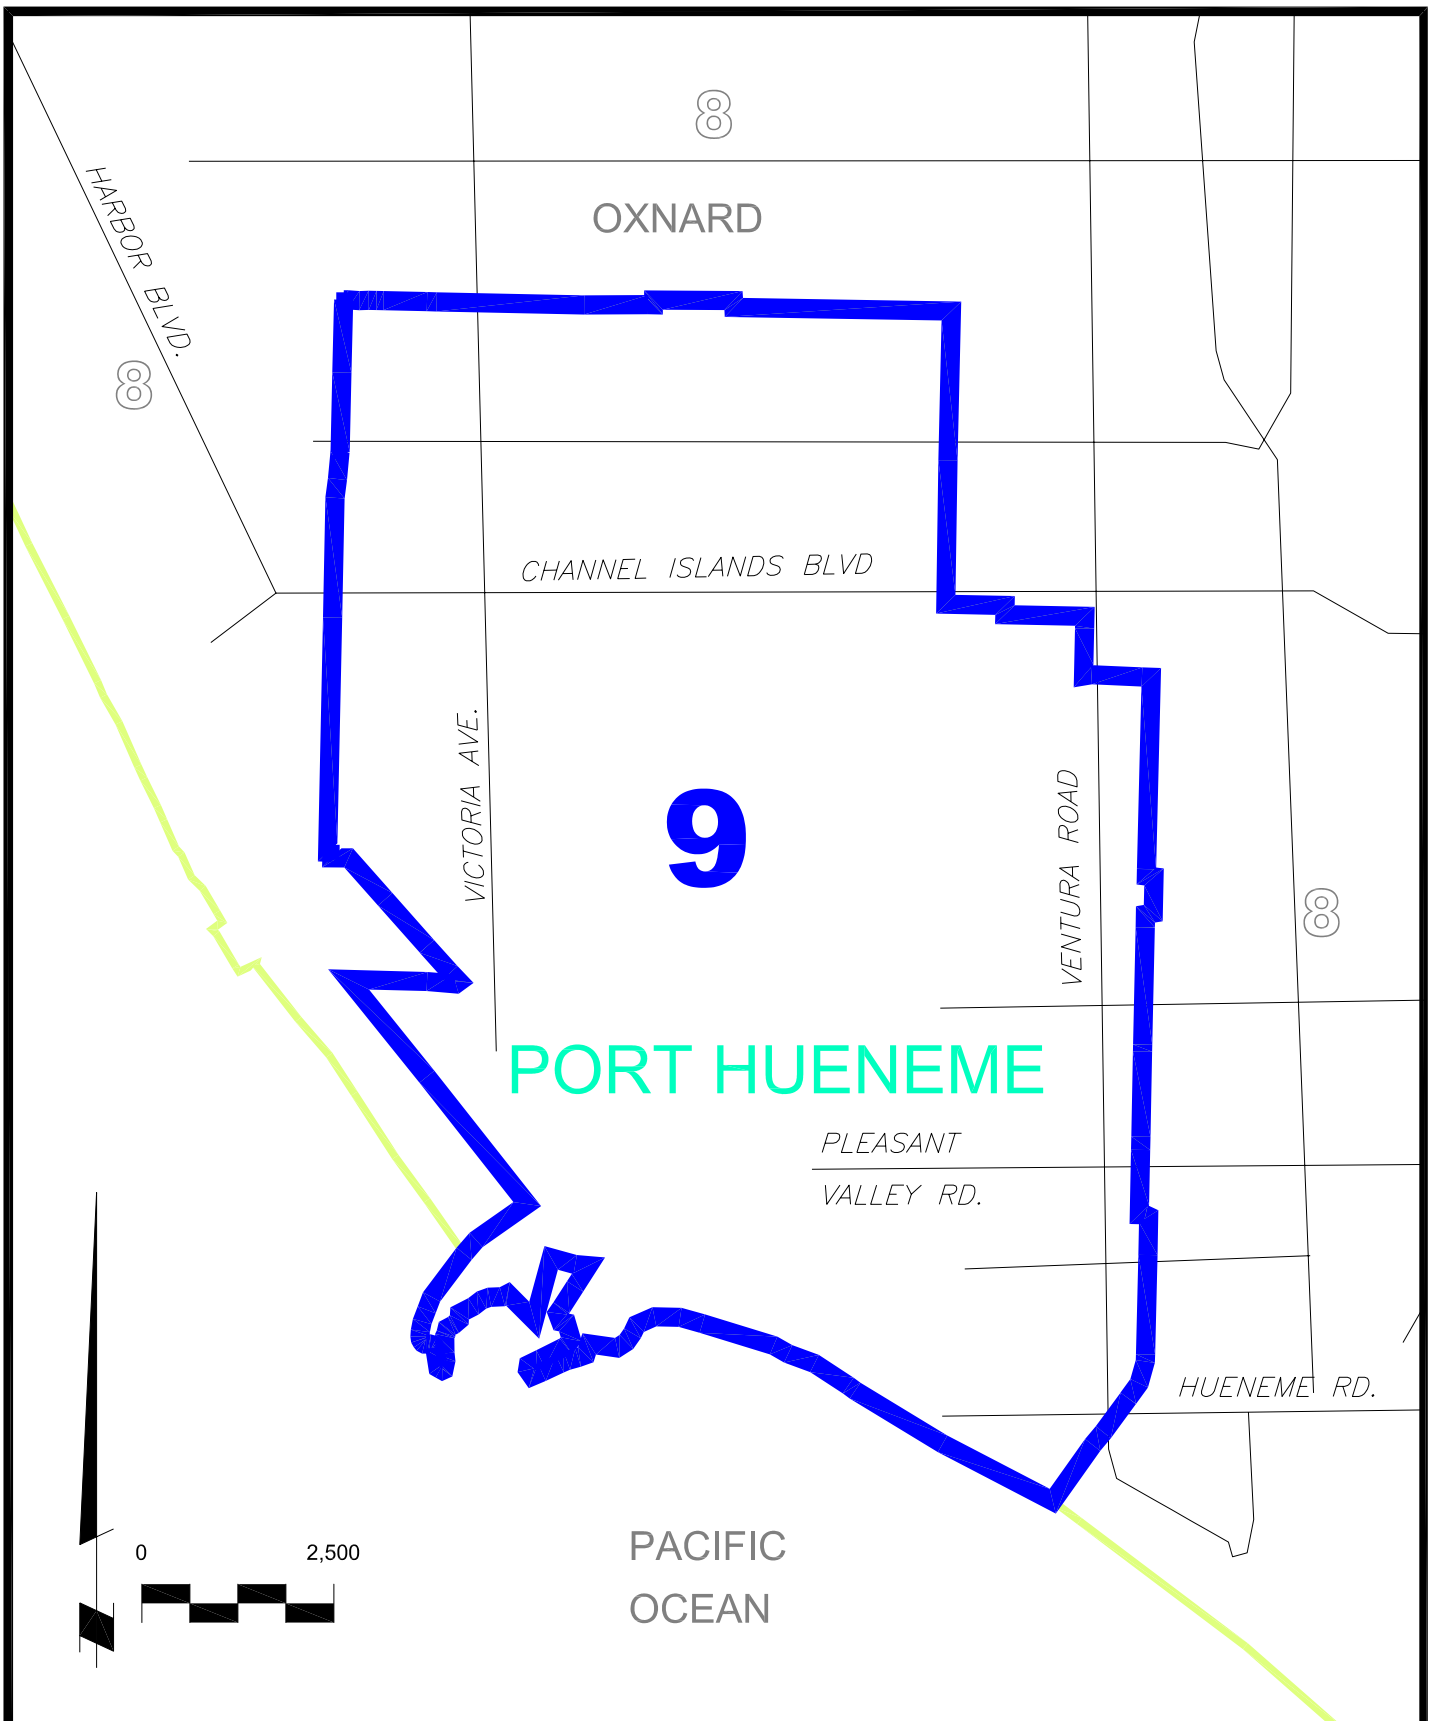 8
OXNARD
HARBOR BLVD.
8
CHANNEL ISLANDS BLVD
VICTORIA AVE.
9
VENTURA ROAD
8
PORT HUENEME
PLEASANT
VALLEY RD.
HUENEME RD.
0 2,500
PACIFIC
OCEAN